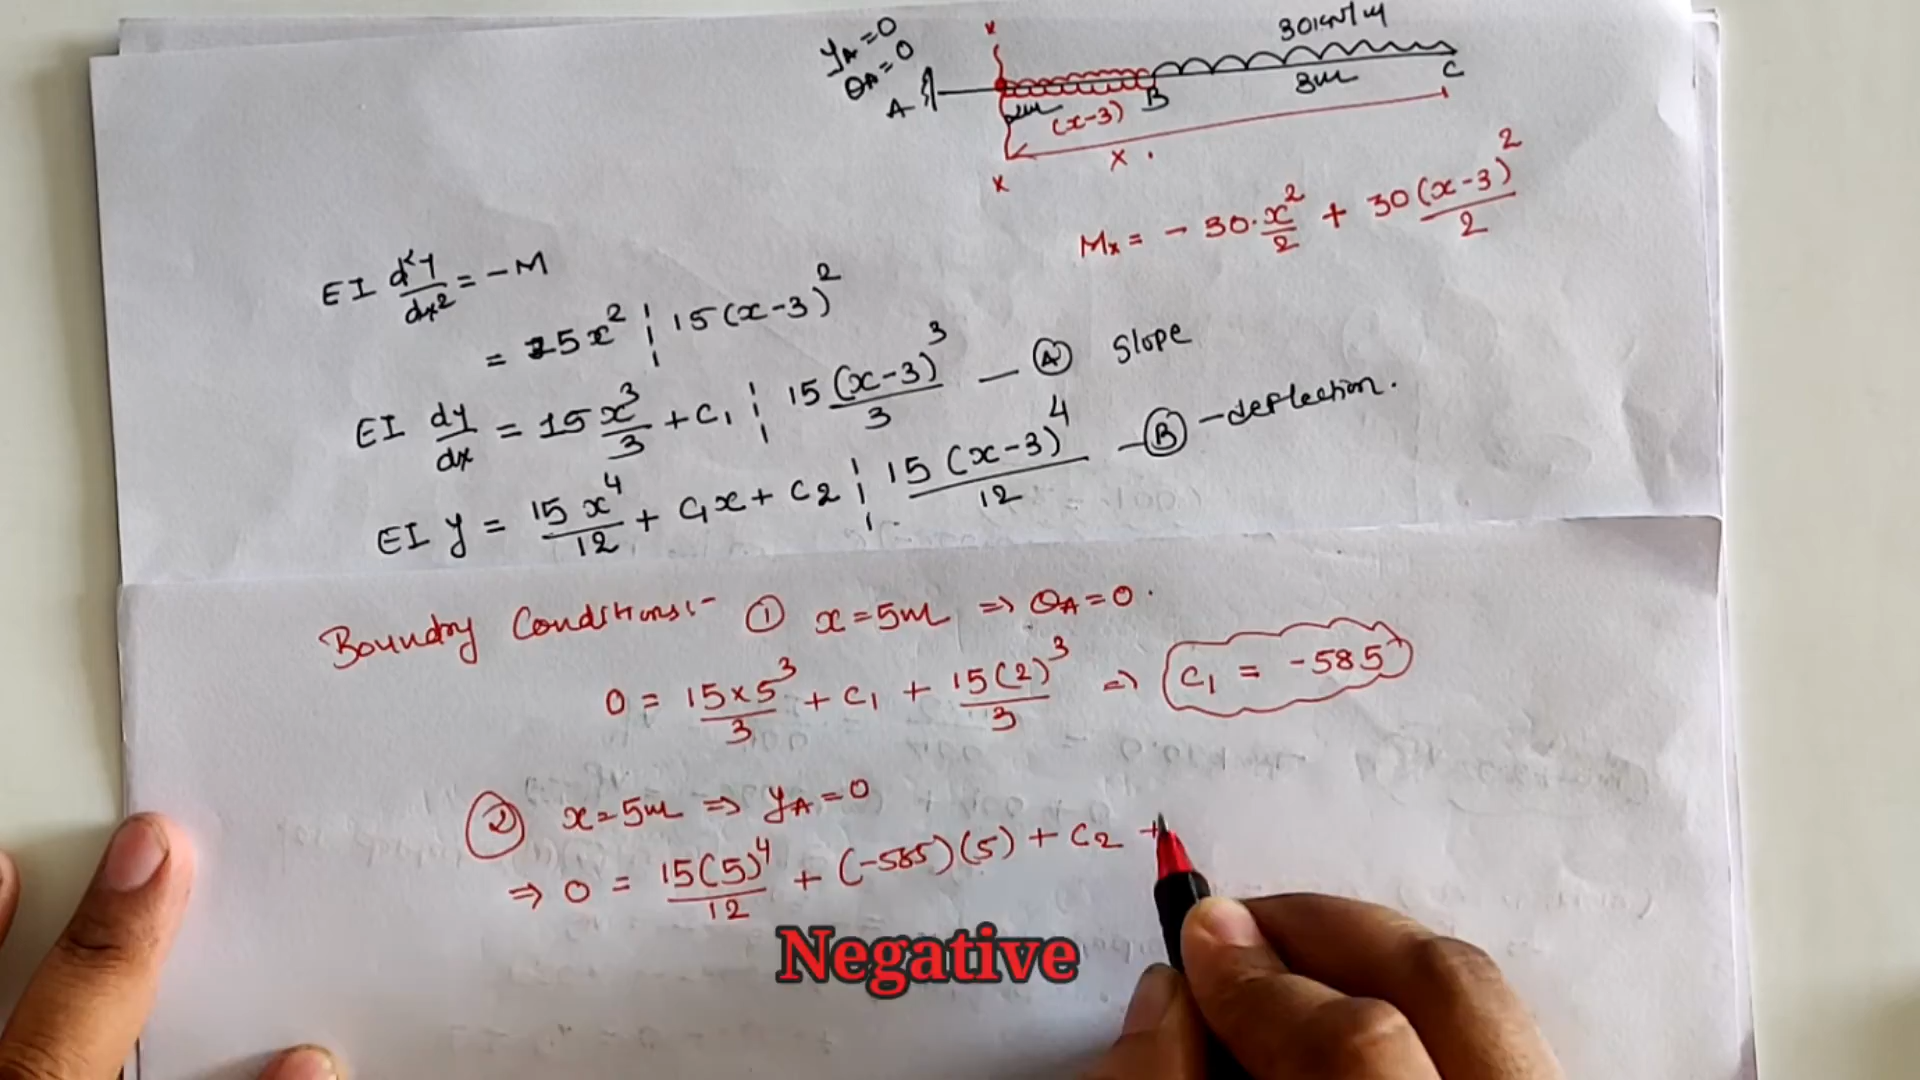 yA=0
θA=0
A
x
30kN/m
B
3m
C
(x-3)
x
x
Mx = - 30·x²/2 + 30(x-3)²/2
EI d²y/dx² = -M
= 15x² ¦ 15(x-3)²
EI dy/dx = 15 x³/3 + C₁ ¦ 15(x-3)³/3 — Ⓐ Slope
EI y = 15x⁴/12 + C₁x + C₂ ¦ 15(x-3)⁴/12 — Ⓑ - deflection.
Boundry Conditions:- ① x=5m ⇒ θA=0.
0 = 15×5³/3 + C₁ + 15(2)³/3 ⇒ C₁ = -585
② x=5m ⇒ yA=0
⇒ 0 = 15(5)⁴/12 + (-585)(5) + C₂ +
Negative